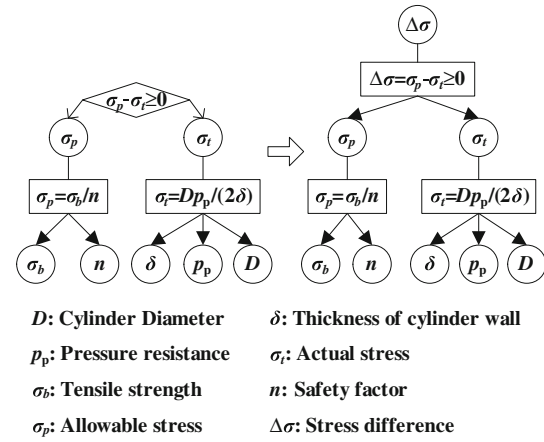 Δσ
Δσ=σp-σt≥0
σp-σt≥0
σp σt σp σt
σp=σb/n σt=Dpp/(2δ) σp=σb/n σt=Dpp/(2δ)
σb n δ pp D σb n δ pp D
D: Cylinder Diameter δ: Thickness of cylinder wall
pp: Pressure resistance σt: Actual stress
σb: Tensile strength n: Safety factor
σp: Allowable stress Δσ: Stress difference